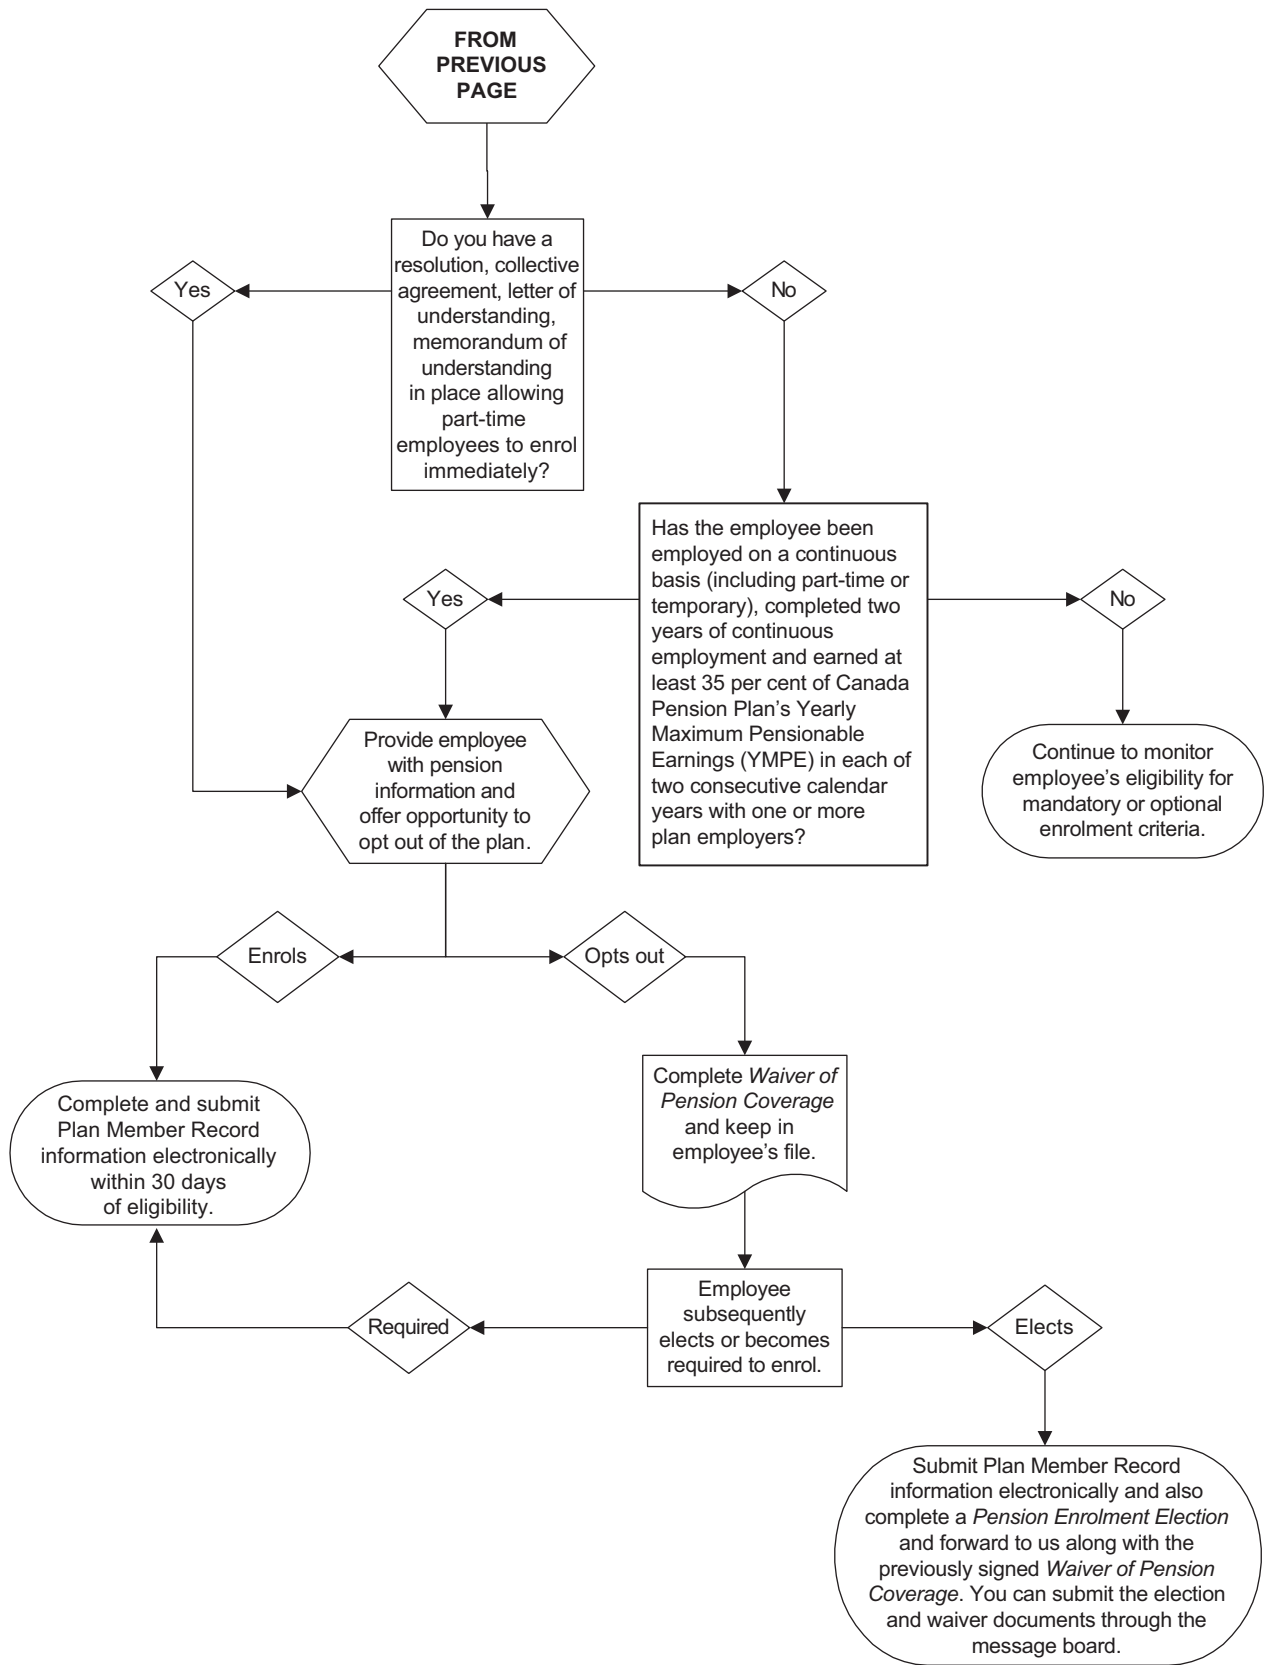 FROM
PREVIOUS
PAGE
Do you have a
resolution, collective
agreement, letter of
understanding,
memorandum of
understanding
in place allowing
part-time
employees to enrol
immediately?
Yes
No
Has the employee been
employed on a continuous
basis (including part-time or
temporary), completed two
years of continuous
employment and earned at
least 35 per cent of Canada
Pension Plan’s Yearly
Maximum Pensionable
Earnings (YMPE) in each of
two consecutive calendar
years with one or more
plan employers?
Yes
No
Provide employee
with pension
information and
offer opportunity to
opt out of the plan.
Continue to monitor
employee’s eligibility for
mandatory or optional
enrolment criteria.
Enrols
Opts out
Complete and submit
Plan Member Record
information electronically
within 30 days
of eligibility.
Complete Waiver of
Pension Coverage
and keep in
employee’s file.
Employee
subsequently
elects or becomes
required to enrol.
Required
Elects
Submit Plan Member Record
information electronically and also
complete a Pension Enrolment Election
and forward to us along with the
previously signed Waiver of Pension
Coverage. You can submit the election
and waiver documents through the
message board.